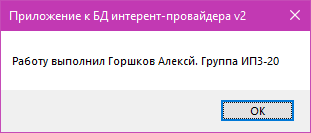 Приложение к БД интерент-провайдера v2
Работу выполнил Горшков Алексй. Группа ИПЗ-20
OK